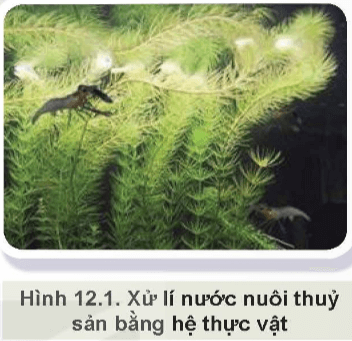 Hình 12.1. Xử lí nước nuôi thuỷ
sản bằng hệ thực vật